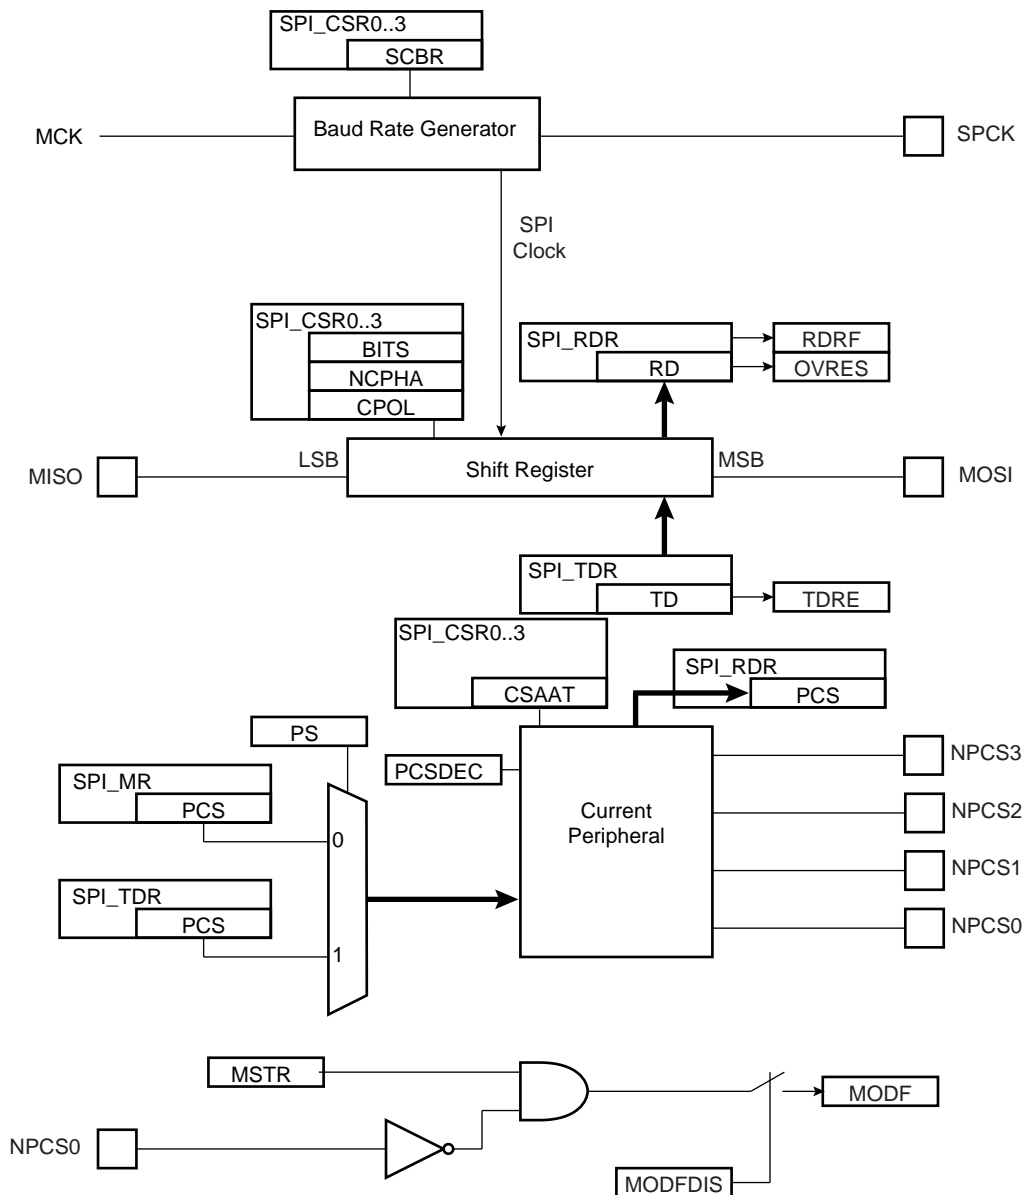 SPI_CSR0..3
SCBR
MCK
Baud Rate Generator
SPCK
SPI
Clock
SPI_CSR0..3
BITS
NCPHA
CPOL
SPI_RDR
RD
RDRF
OVRES
MISO
LSB
Shift Register
MSB
MOSI
SPI_TDR
TD
TDRE
SPI_CSR0..3
CSAAT
SPI_RDR
PCS
PS
PCSDEC
NPCS3
SPI_MR
PCS
0
Current
Peripheral
NPCS2
NPCS1
SPI_TDR
PCS
1
NPCS0
MSTR
MODF
NPCS0
MODFDIS